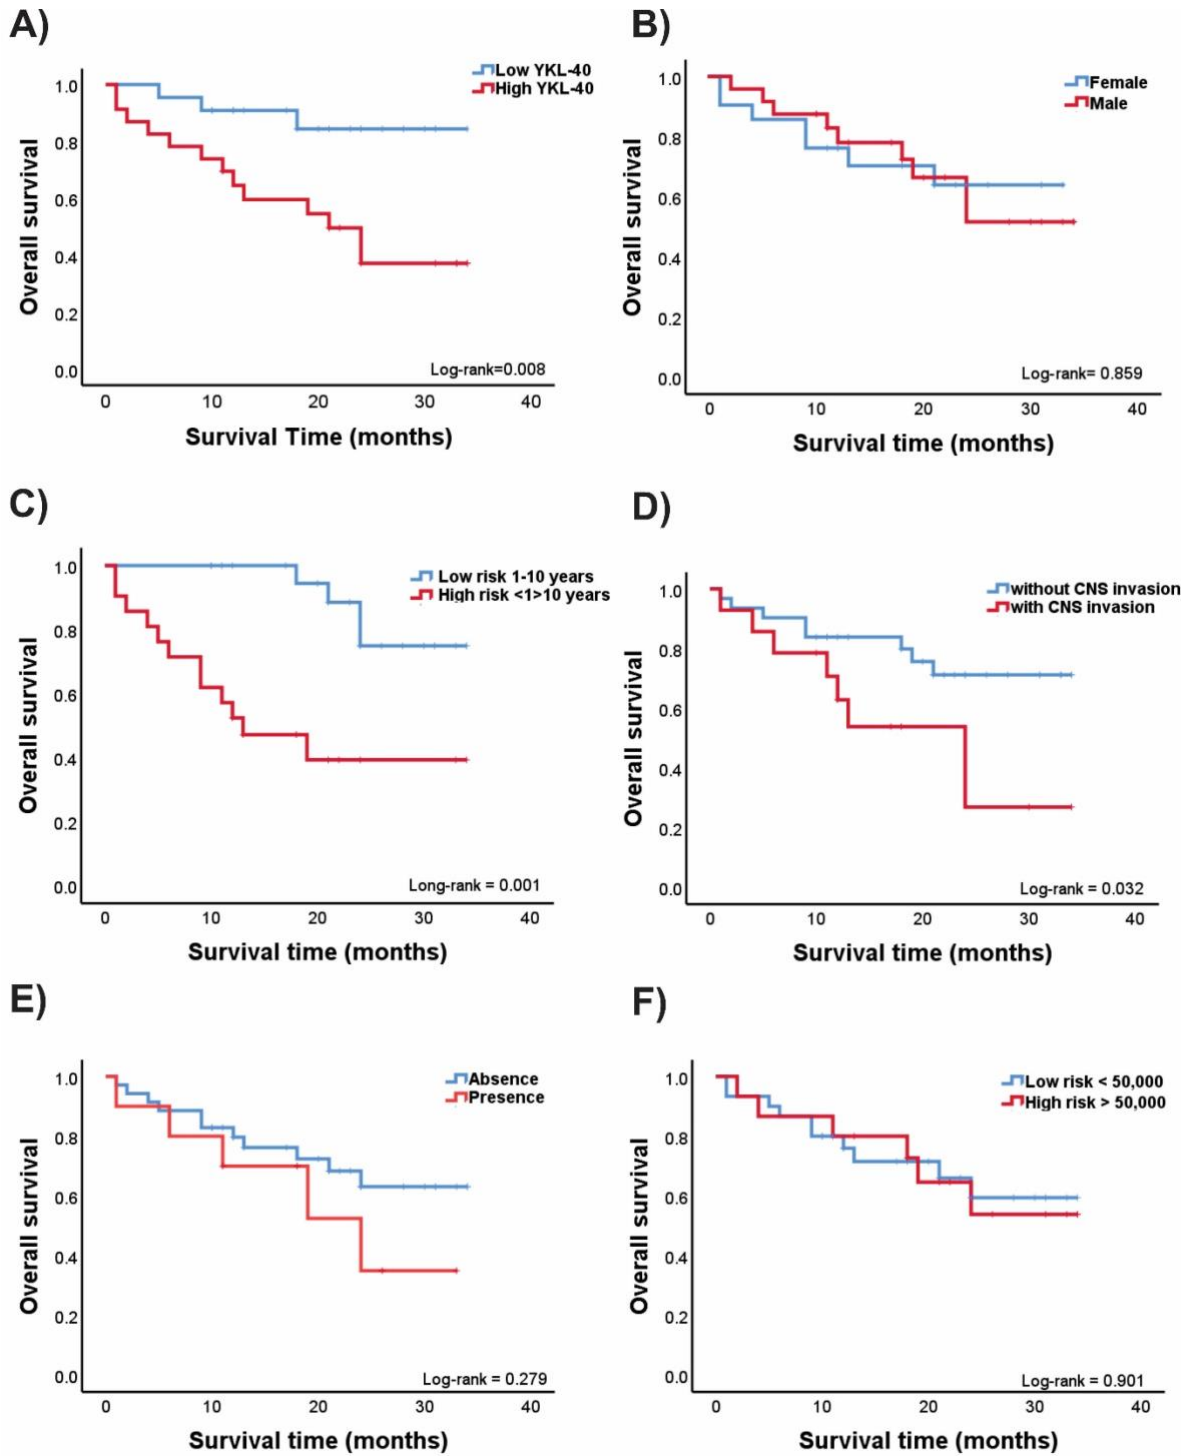 A)
Low YKL-40
High YKL-40
1.0
0.8
0.6
0.4
0.2
0.0
Overall survival
Log-rank=0.008
0 10 20 30 40
Survival Time (months)
B)
Female
Male
1.0
0.8
0.6
0.4
0.2
0.0
Overall survival
Log-rank= 0.859
0 10 20 30 40
Survival time (months)
C)
Low risk 1-10 years
High risk <1>10 years
1.0
0.8
0.6
0.4
0.2
0.0
Overall survival
Long-rank = 0.001
0 10 20 30 40
Survival time (months)
D)
without CNS invasion
with CNS invasion
1.0
0.8
0.6
0.4
0.2
0.0
Overall survival
Log-rank = 0.032
0 10 20 30 40
Survival time (months)
E)
Absence
Presence
1.0
0.8
0.6
0.4
0.2
0.0
Overall survival
Log-rank = 0.279
0 10 20 30 40
Survival time (months)
F)
Low risk < 50,000
High risk > 50,000
1.0
0.8
0.6
0.4
0.2
0.0
Overall survival
Log-rank = 0.901
0 10 20 30 40
Survival time (months)